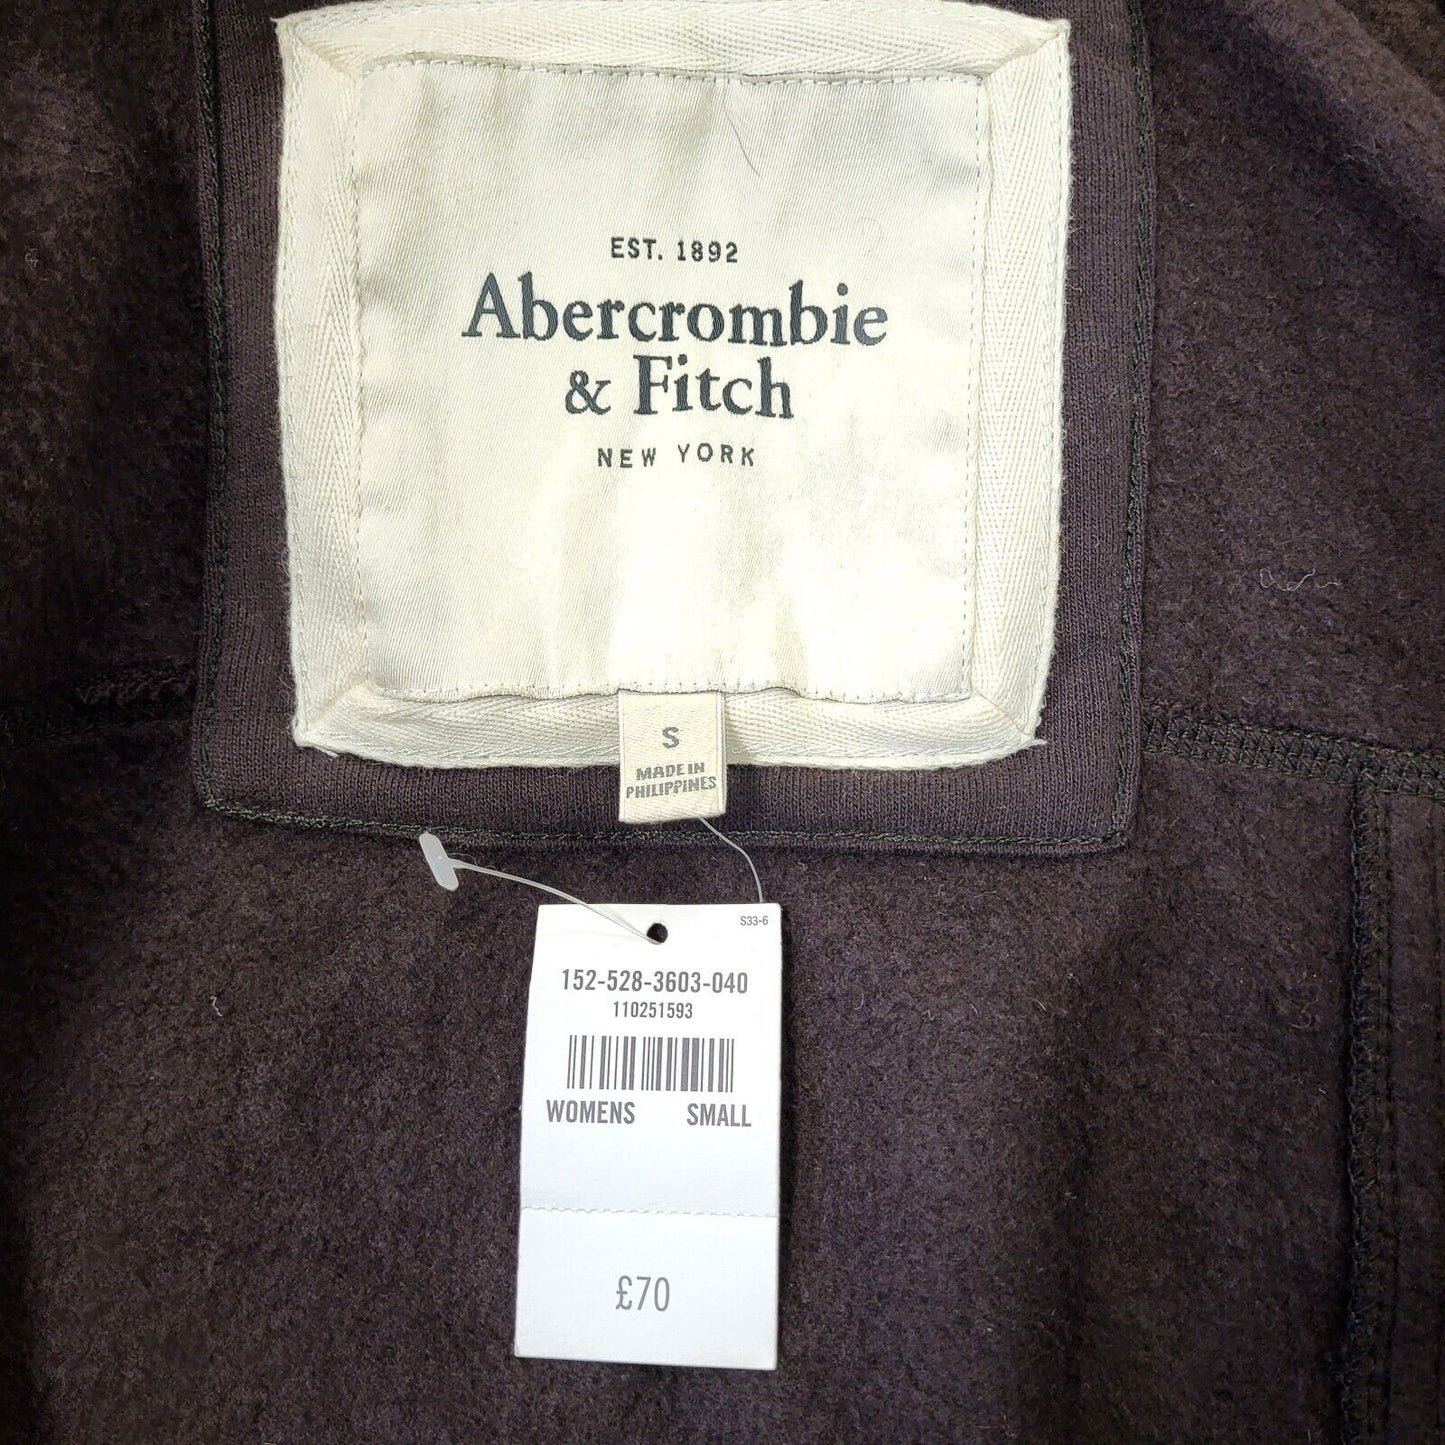 EST. 1892
Abercrombie
& Fitch
NEW YORK
S
MADE IN
PHILIPPINES
S33-6
152-528-3603-040
110251593
WOMENS SMALL
£70